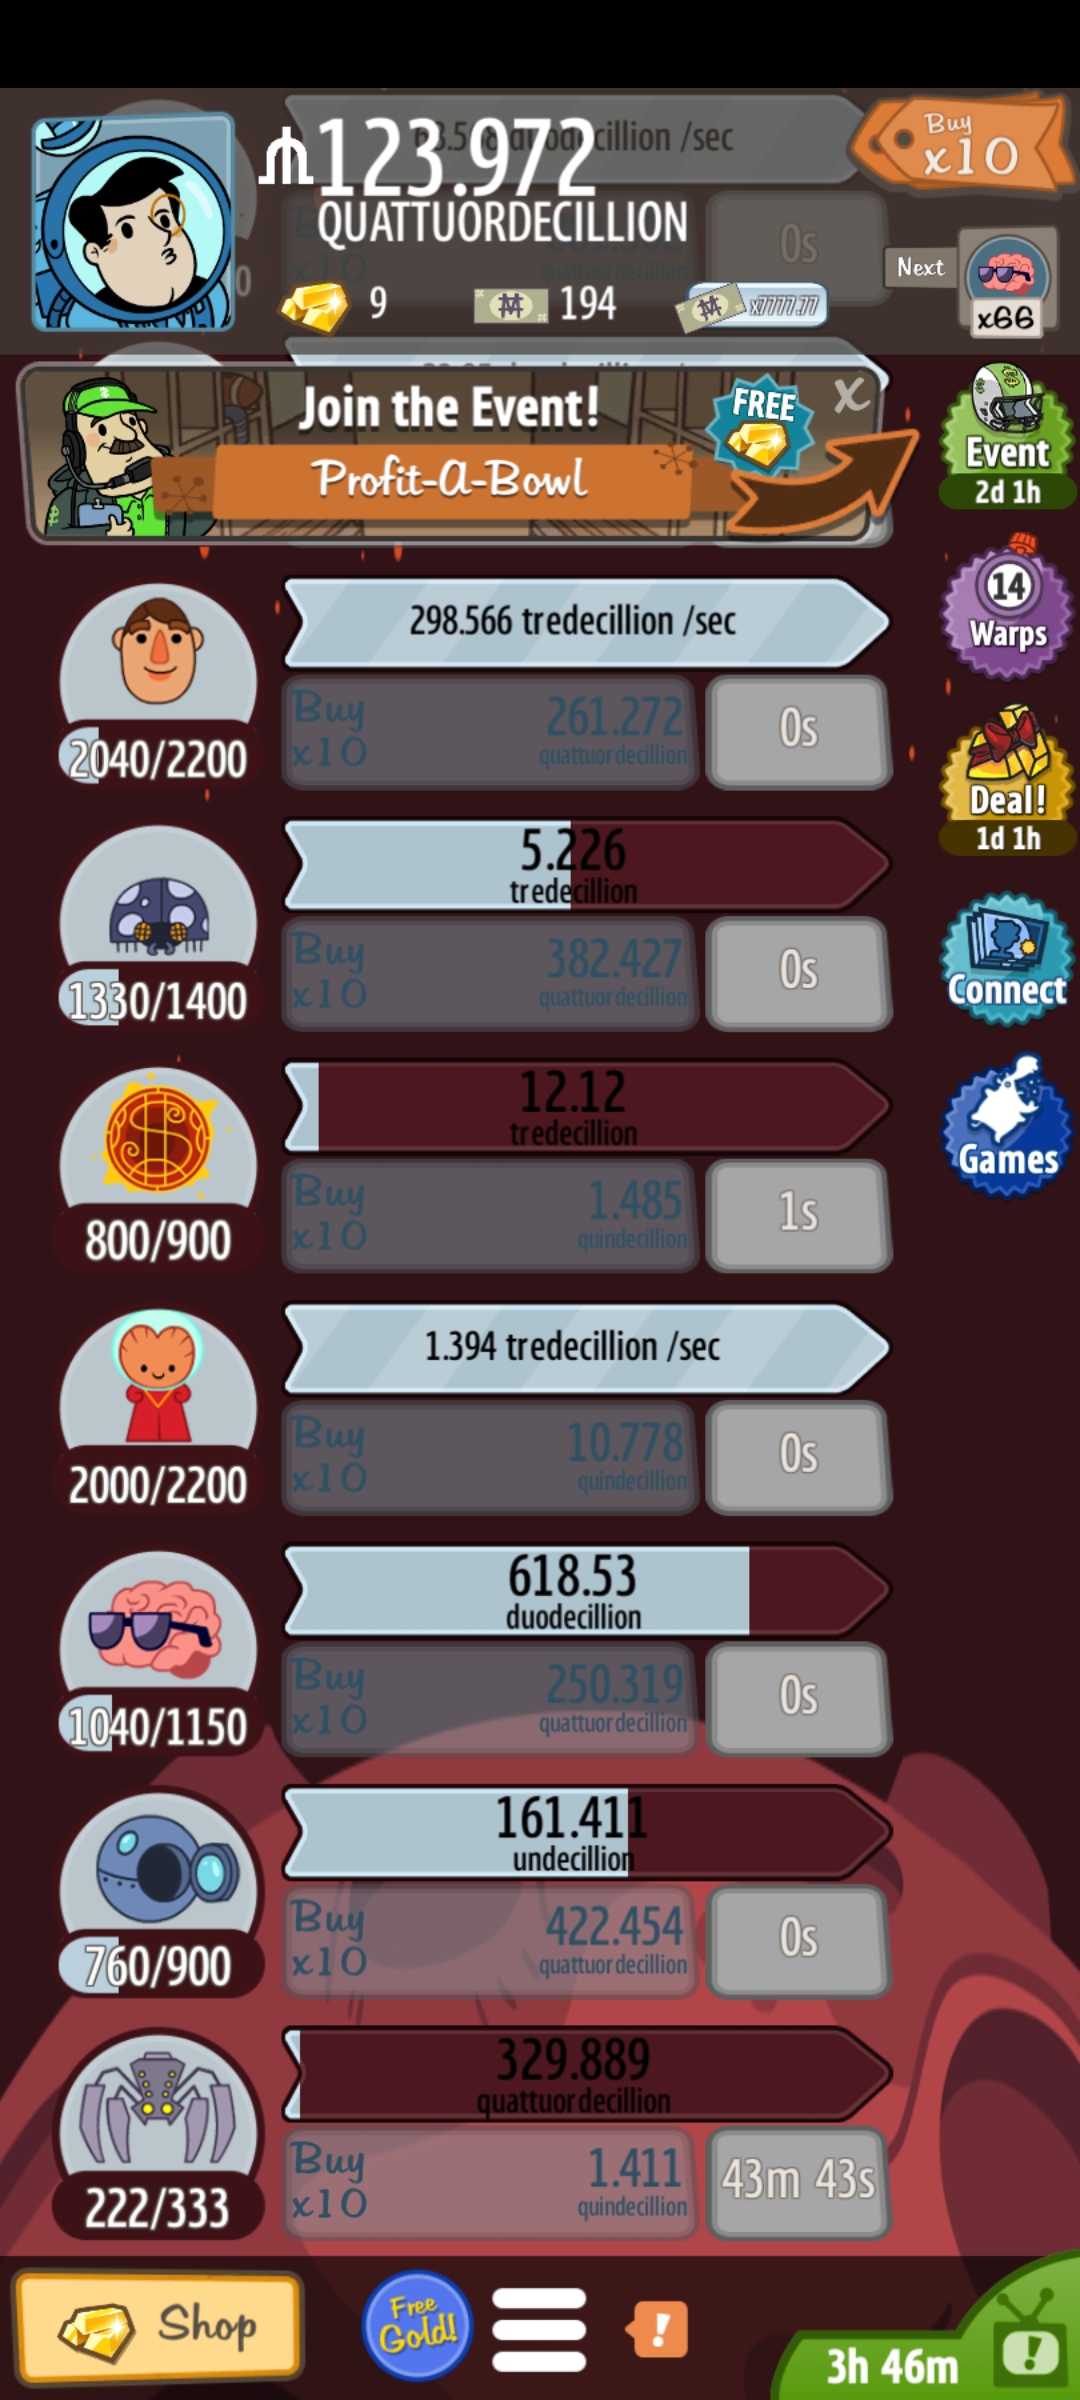 123.972
QUATTUORDECILLION
duodecillion /sec
Buy
x10
0s
quattuordecillion
9
194
x7777.77
Next
x66
Join the Event!
FREE
X
Profit-A-Bowl
Event
2d 1h
298.566 tredecillion /sec
14
Warps
Buy
x10
261.272
quattuordecillion
0s
2040/2200
Deal!
1d 1h
5.226
tredecillion
Buy
x10
382.427
quattuordecillion
0s
1330/1400
Connect
12.12
tredecillion
Buy
x10
1.485
quindecillion
1s
800/900
Games
1.394 tredecillion /sec
Buy
x10
10.778
quindecillion
0s
2000/2200
618.53
duodecillion
Buy
x10
250.319
quattuordecillion
0s
1040/1150
161.411
undecillion
Buy
x10
422.454
quattuordecillion
0s
760/900
329.889
quattuordecillion
Buy
x10
1.411
quindecillion
43m 43s
222/333
Shop
Free
Gold!
!
3h 46m
!